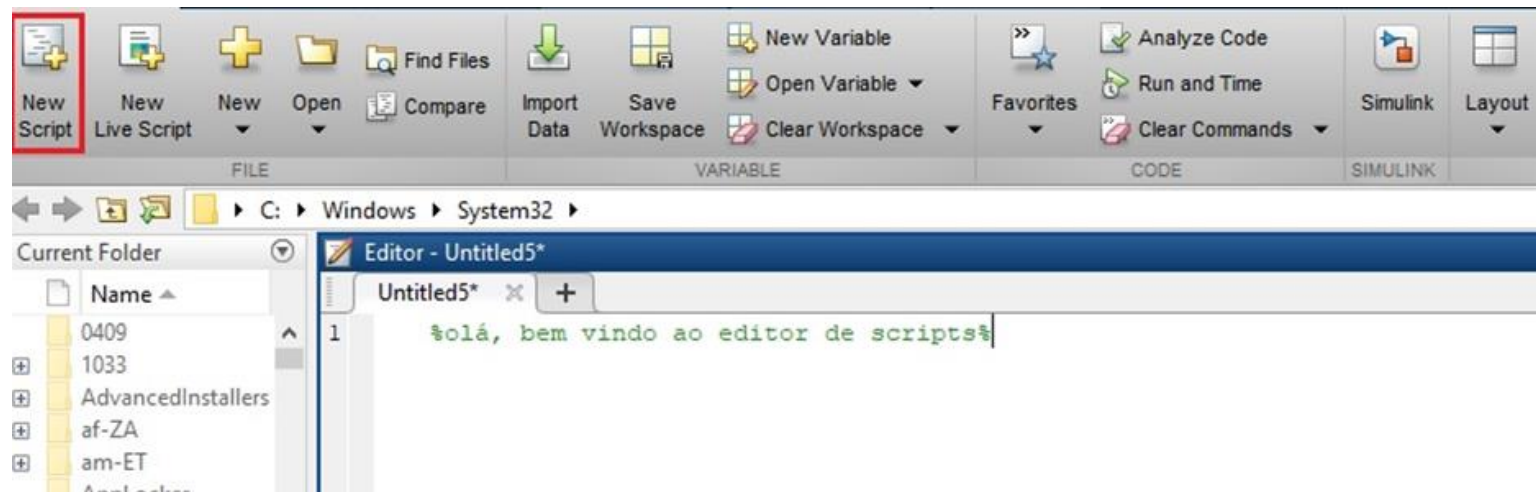 New Script
New Live Script
New
Open
Find Files
Compare
Import Data
Save Workspace
New Variable
Open Variable
Clear Workspace
Favorites
Analyze Code
Run and Time
Clear Commands
Simulink
Layout
FILE
VARIABLE
CODE
SIMULINK
C: Windows System32
Current Folder
Editor - Untitled5*
Name
Untitled5*
0409
1 %olá, bem vindo ao editor de scripts%
1033
AdvancedInstallers
af-ZA
am-ET